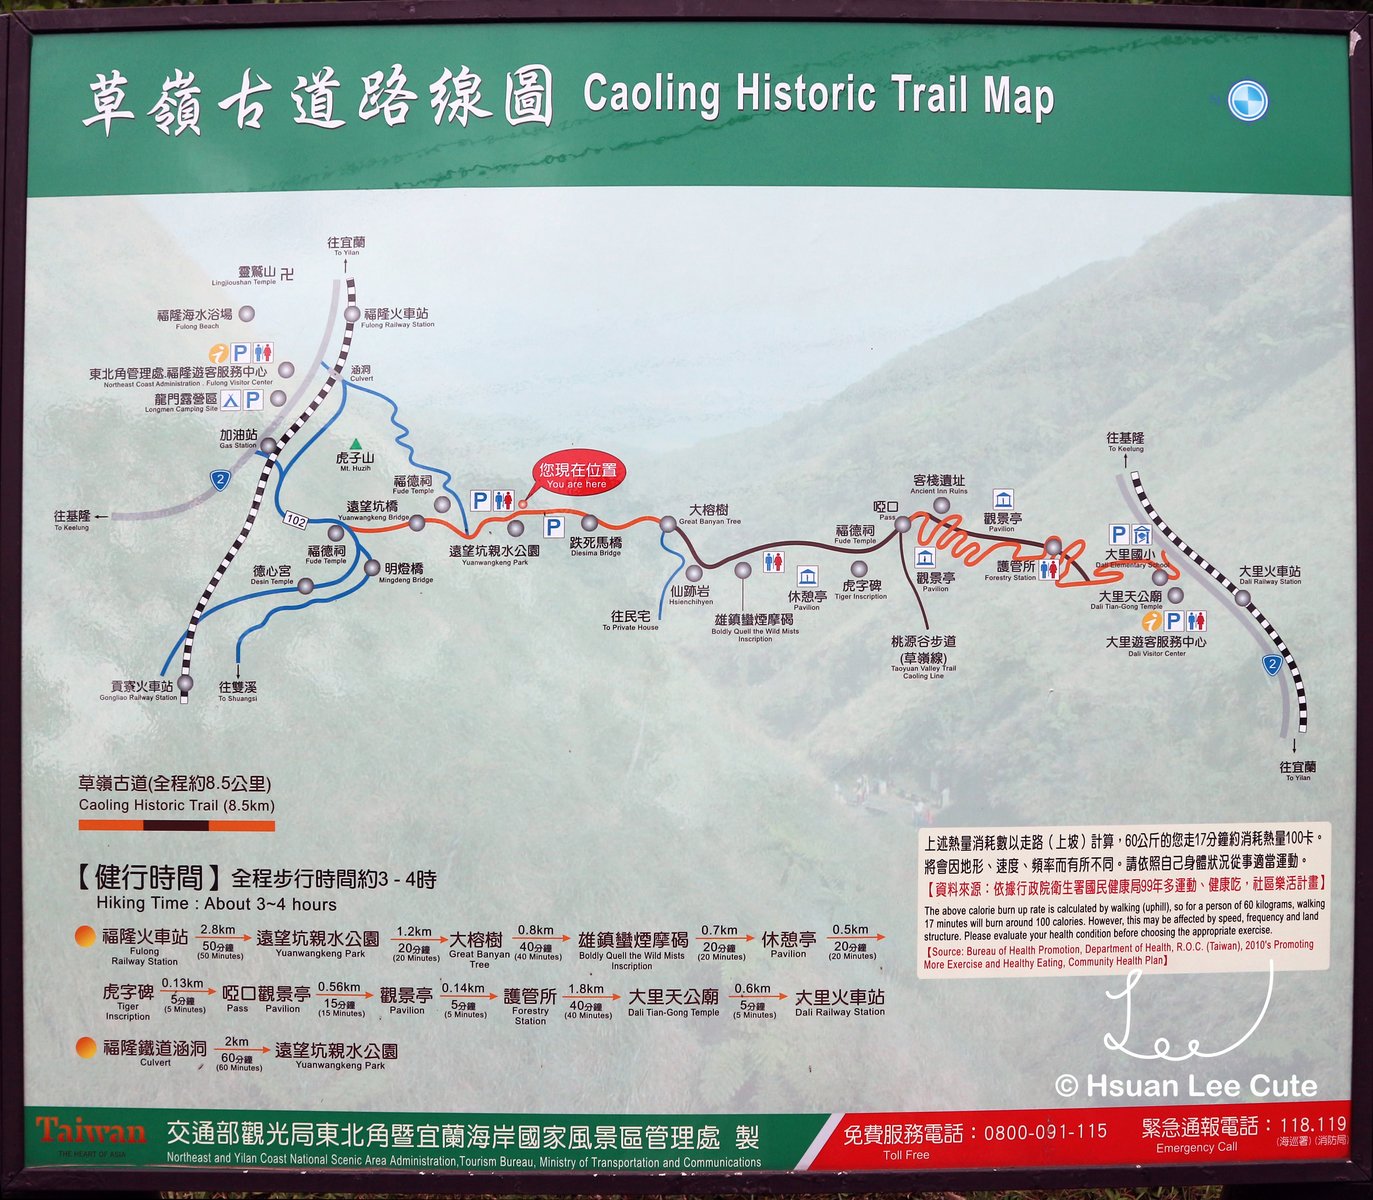 草嶺古道路線圖 Caoling Historic Trail Map
往宜蘭
To Yilan
靈鷲山 卍
Lingjioushan Temple
福隆海水浴場
Fulong Beach
福隆火車站
Fulong Railway Station
i P
東北角管理處.福隆遊客服務中心
Northeast Coast Administration . Fulong Visitor Center
涵洞
Culvert
龍門露營區 P
Longmen Camping Site
加油站
Gas Station
2
往基隆
To Keelung
102
虎子山
Mt. Huzih
福德祠
Fude Temple
遠望坑橋
Yuanwangkeng Bridge
福德祠
Fude Temple
德心宮
Desin Temple
明燈橋
Mingdeng Bridge
貢寮火車站
Gongliao Railway Station
往雙溪
To Shuangsi
P
您現在位置
You are here
P
遠望坑親水公園
Yuanwangkeng Park
跌死馬橋
Diesima Bridge
大榕樹
Great Banyan Tree
仙跡岩
Hsienchihyen
往民宅
To Private House
雄鎮蠻煙摩碣
Boldly Quell the Wild Mists
Inscription
休憩亭
Pavilion
福德祠
Fude Temple
虎字碑
Tiger Inscription
啞口
Pass
客棧遺址
Ancient Inn Ruins
觀景亭
Pavilion
觀景亭
Pavilion
桃源谷步道
(草嶺線)
Taoyuan Valley Trail
Caoling Line
護管所
Forestry Station
往基隆
To Keelung
P
大里國小
Dali Elementary School
大里天公廟
Dali Tian-Gong Temple
i P
大里遊客服務中心
Dali Visitor Center
大里火車站
Dali Railway Station
2
往宜蘭
To Yilan
草嶺古道(全程約8.5公里)
Caoling Historic Trail (8.5km)
【健行時間】全程步行時間約3 - 4時
Hiking Time : About 3~4 hours
福隆火車站 2.8km 遠望坑親水公園 1.2km 大榕樹 0.8km 雄鎮蠻煙摩碣 0.7km 休憩亭 0.5km
Fulong Railway Station 50分鐘 (50 Minutes) Yuanwangkeng Park 20分鐘 (20 Minutes) Great Banyan Tree 40分鐘 (40 Minutes) Boldly Quell the Wild Mists Inscription 20分鐘 (20 Minutes) Pavilion 20分鐘 (20 Minutes)
虎字碑 0.13km 啞口觀景亭 0.56km 觀景亭 0.14km 護管所 1.8km 大里天公廟 0.6km 大里火車站
Tiger Inscription 5分鐘 (5 Minutes) Pass Pavilion 15分鐘 (15 Minutes) Pavilion 5分鐘 (5 Minutes) Forestry Station 40分鐘 (40 Minutes) Dali Tian-Gong Temple 5分鐘 (5 Minutes) Dali Railway Station
福隆鐵道涵洞 2km 遠望坑親水公園
Culvert 60分鐘 (60 Minutes) Yuanwangkeng Park
上述熱量消耗數以走路（上坡）計算，60公斤的您走17分鐘約消耗熱量100卡。
將會因地形、速度、頻率而有所不同。請依照自己身體狀況從事適當運動。
【資料來源：依據行政院衛生署國民健康局99年多運動、健康吃，社區樂活計畫】
The above calorie burn up rate is calculated by walking (uphill), so for a person of 60 kilograms, walking
17 minutes will burn around 100 calories. However, this may be affected by speed, frequency and land
structure. Please evaluate your health condition before choosing the appropriate exercise.
【Source: Bureau of Health Promotion, Department of Health, R.O.C. (Taiwan), 2010's Promoting
More Exercise and Healthy Eating, Community Health Plan】
Lee
© Hsuan Lee Cute
Taiwan
THE HEART OF ASIA
交通部觀光局東北角暨宜蘭海岸國家風景區管理處 製
Northeast and Yilan Coast National Scenic Area Administration,Tourism Bureau, Ministry of Transportation and Communications
免費服務電話：0800-091-115
Toll Free
緊急通報電話：118.119
Emergency Call (海巡署) (消防局)